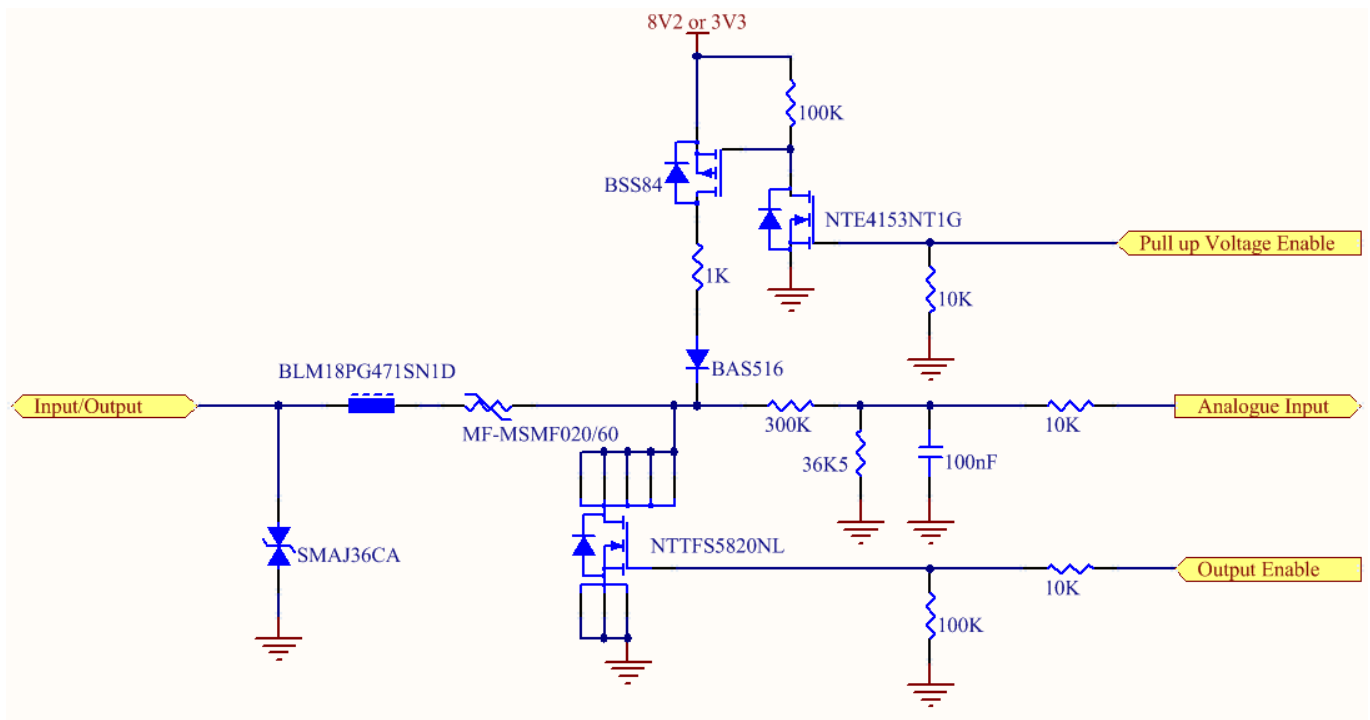 8V2 or 3V3
100K
BSS84
NTE4153NT1G
Pull up Voltage Enable
1K
10K
BLM18PG471SN1D
BAS516
Input/Output
MF-MSMF020/60
300K
10K
Analogue Input
36K5
100nF
SMAJ36CA
NTTFS5820NL
10K
Output Enable
100K